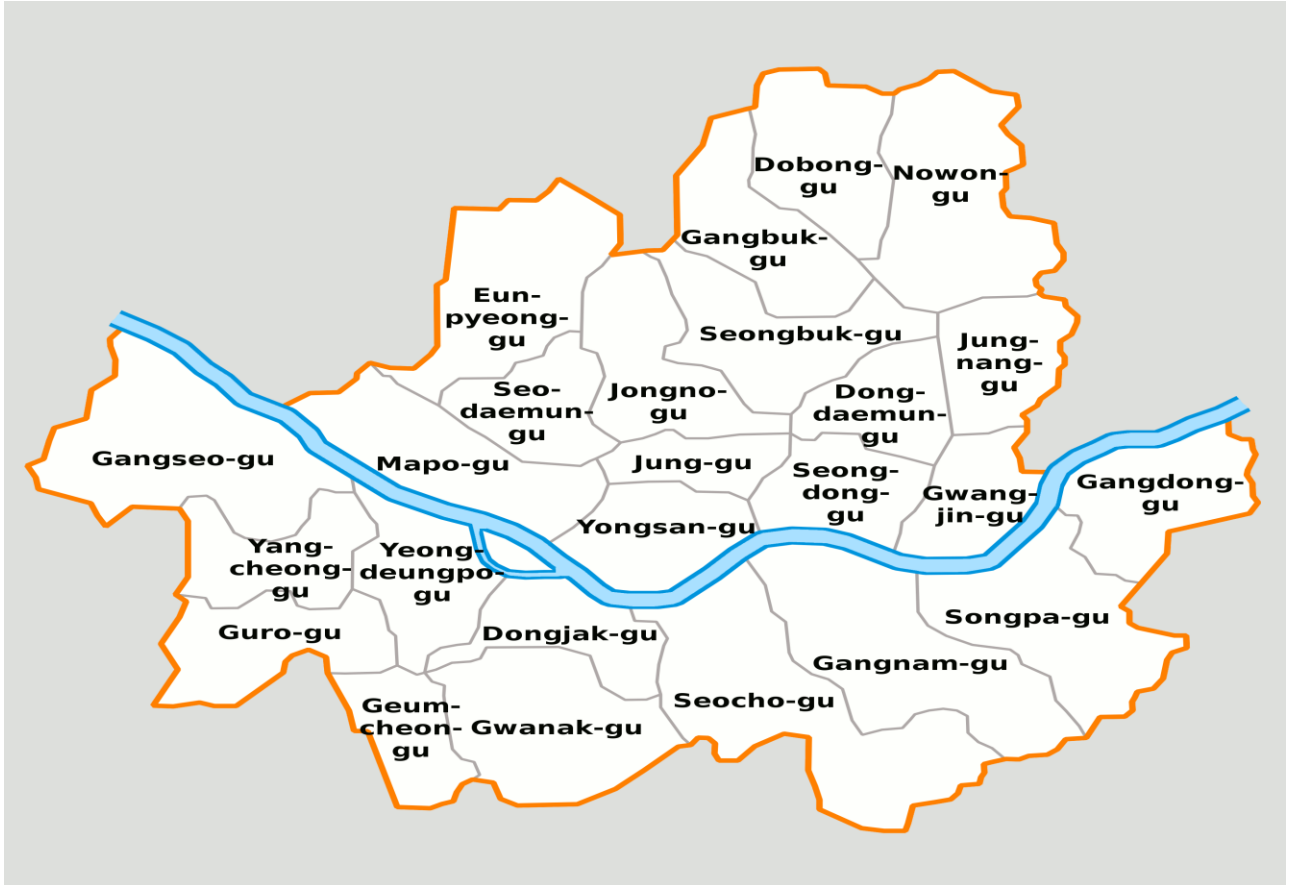 Dobong-
gu
Nowon-
gu
Gangbuk-
gu
Eun-
pyeong-
gu
Seongbuk-gu
Jung-
nang-
gu
Seo-
daemun-
gu
Jongno-
gu
Dong-
daemun-
gu
Gangseo-gu
Mapo-gu
Jung-gu
Seong-
dong-
gu
Gwang-
jin-gu
Gangdong-
gu
Yongsan-gu
Yang-
cheong-
gu
Yeong-
deungpo-
gu
Guro-gu
Dongjak-gu
Songpa-gu
Gangnam-gu
Seocho-gu
Geum-
cheon-
gu
Gwanak-gu